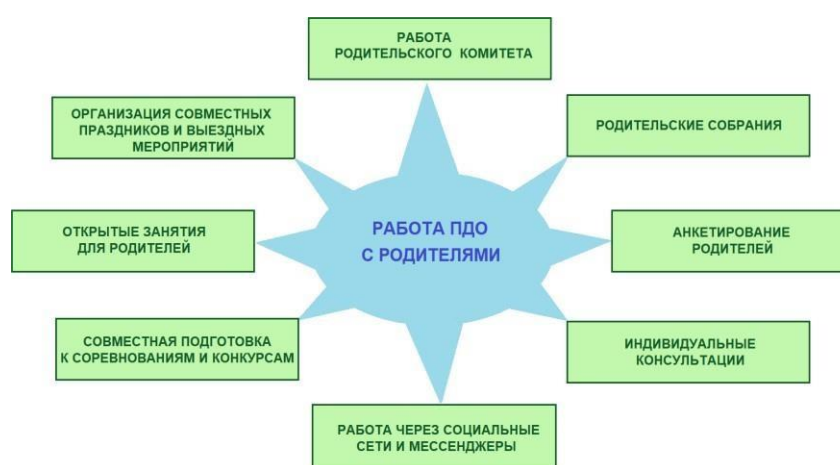 РАБОТА
РОДИТЕЛЬСКОГО КОМИТЕТА
ОРГАНИЗАЦИЯ СОВМЕСТНЫХ
ПРАЗДНИКОВ И ВЫЕЗДНЫХ
МЕРОПРИЯТИЙ
РОДИТЕЛЬСКИЕ СОБРАНИЯ
ОТКРЫТЫЕ ЗАНЯТИЯ
ДЛЯ РОДИТЕЛЕЙ
РАБОТА ПДО
С РОДИТЕЛЯМИ
АНКЕТИРОВАНИЕ
РОДИТЕЛЕЙ
СОВМЕСТНАЯ ПОДГОТОВКА
К СОРЕВНОВАНИЯМ И КОНКУРСАМ
ИНДИВИДУАЛЬНЫЕ
КОНСУЛЬТАЦИИ
РАБОТА ЧЕРЕЗ СОЦИАЛЬНЫЕ
СЕТИ И МЕССЕНДЖЕРЫ